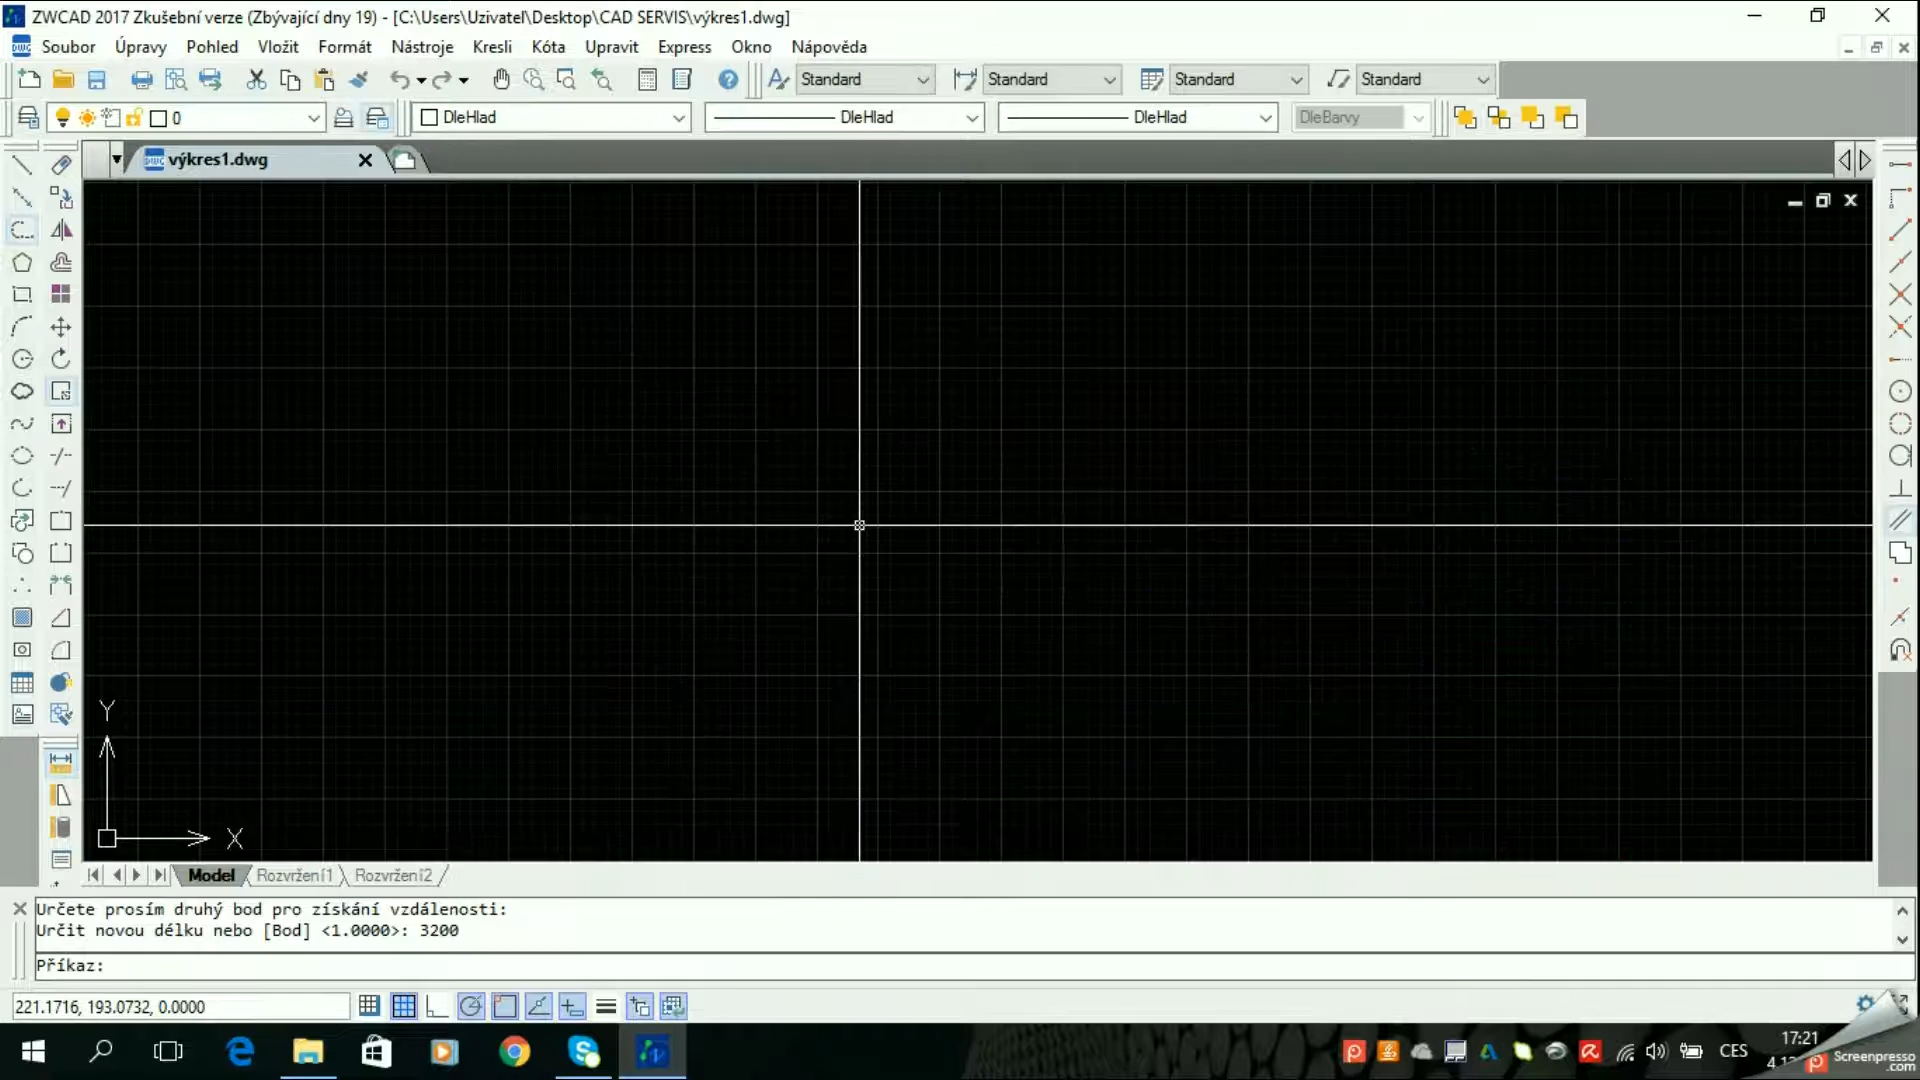 ZWCAD 2017 Zkušební verze (Zbývající dny 19) - [C:\Users\Uzivatel\Desktop\CAD SERVIS\výkres1.dwg]
Soubor Úpravy Pohled Vložit Formát Nástroje Kresli Kóta Upravit Express Okno Nápověda
Standard Standard Standard Standard
0 DleHlad DleHlad DleHlad DleBarvy
výkres1.dwg
Y
X
Model Rozvržení1 Rozvržení2
Určete prosím druhý bod pro získání vzdálenosti:
Určit novou délku nebo [Bod] <1.0000>: 3200
Příkaz:
221.1716, 193.0732, 0.0000
CES
17:21
Screenpresso
.com